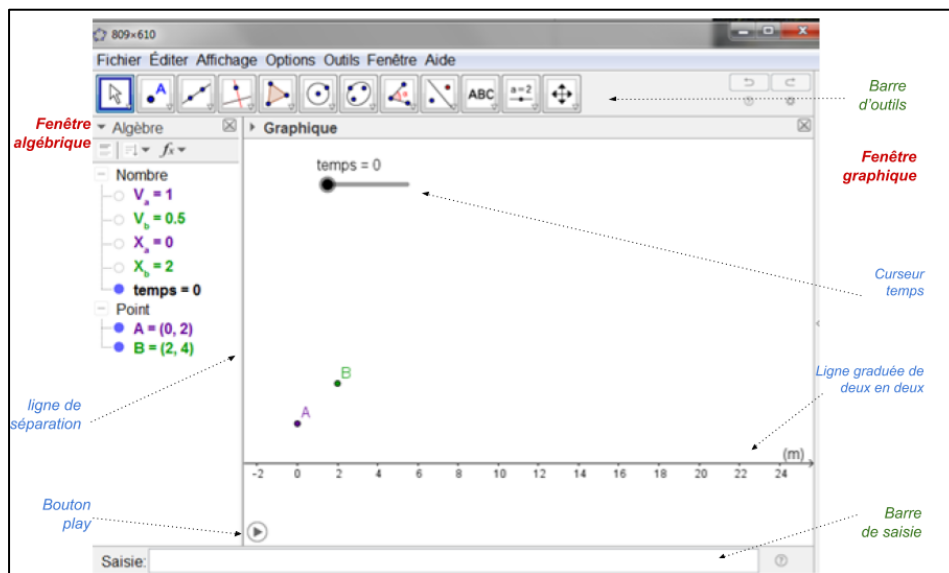 809×610
Fichier Éditer Affichage Options Outils Fenêtre Aide
A
ABC
a=2
Barre
d'outils
Fenêtre
algébrique
Algèbre
Graphique
fx
Nombre
Va = 1
Vb = 0.5
Xa = 0
Xb = 2
temps = 0
Point
A = (0, 2)
B = (2, 4)
temps = 0
Fenêtre
graphique
Curseur
temps
B
A
Ligne graduée de
deux en deux
ligne de
séparation
(m)
-2 0 2 4 6 8 10 12 14 16 18 20 22 24
Bouton
play
Barre
de saisie
Saisie: